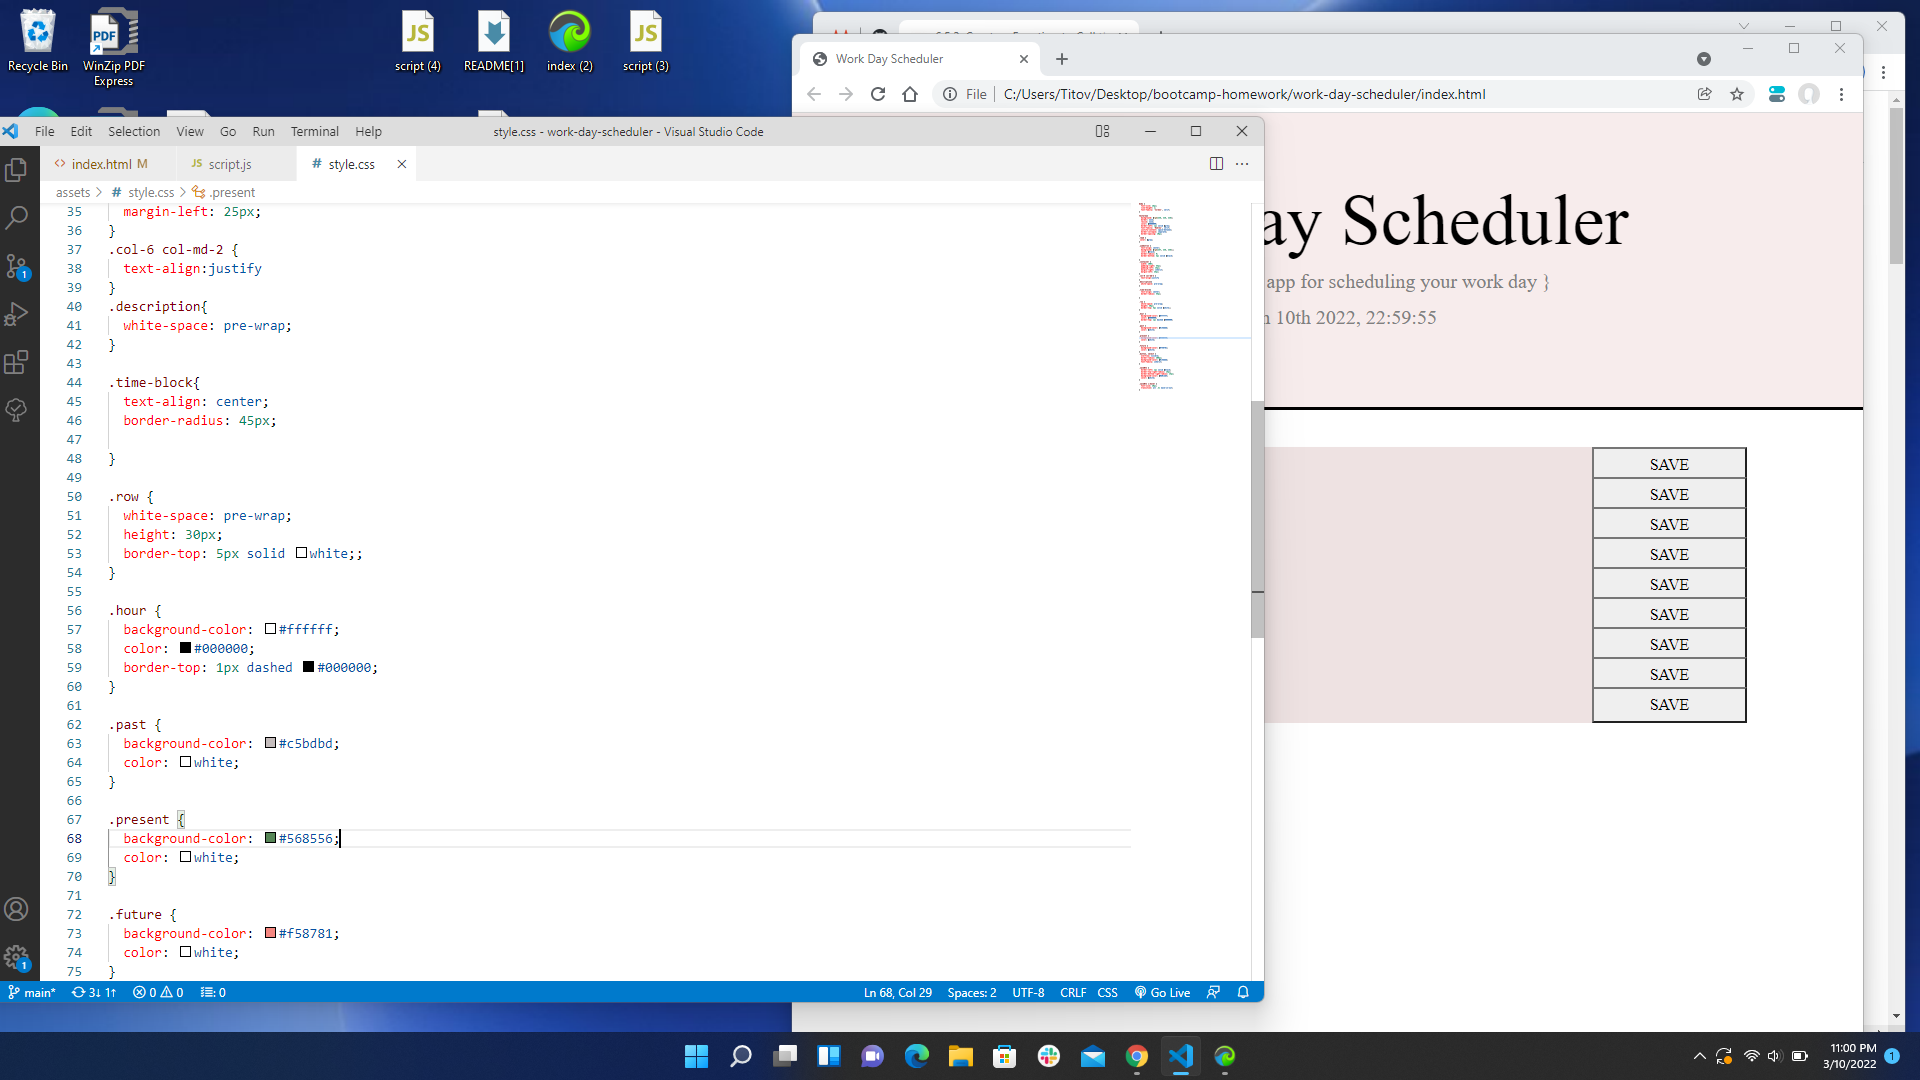 Recycle Bin
WinZip PDF Express
script (4)
README[1]
index (2)
script (3)
Work Day Scheduler
File
C:/Users/Titov/Desktop/bootcamp-homework/work-day-scheduler/index.html
ay Scheduler
app for scheduling your work day }
10th 2022, 22:59:55
SAVE
SAVE
SAVE
SAVE
SAVE
SAVE
SAVE
SAVE
SAVE
File Edit Selection View Go Run Terminal Help
style.css - work-day-scheduler - Visual Studio Code
index.html M
JS script.js
# style.css
assets > # style.css > .present
35 margin-left: 25px;
36 }
37 .col-6 col-md-2 {
38 text-align:justify
39 }
40 .description{
41 white-space: pre-wrap;
42 }
43
44 .time-block{
45 text-align: center;
46 border-radius: 45px;
47
48 }
49
50 .row {
51 white-space: pre-wrap;
52 height: 30px;
53 border-top: 5px solid white;;
54 }
55
56 .hour {
57 background-color: #ffffff;
58 color: #000000;
59 border-top: 1px dashed #000000;
60 }
61
62 .past {
63 background-color: #c5bdbd;
64 color: white;
65 }
66
67 .present {
68 background-color: #568556;
69 color: white;
70 }
71
72 .future {
73 background-color: #f58781;
74 color: white;
75 }
1
1
main* 3↓ 1↑ 0 0 : 0
Ln 68, Col 29 Spaces: 2 UTF-8 CRLF CSS Go Live
11:00 PM
3/10/2022
1